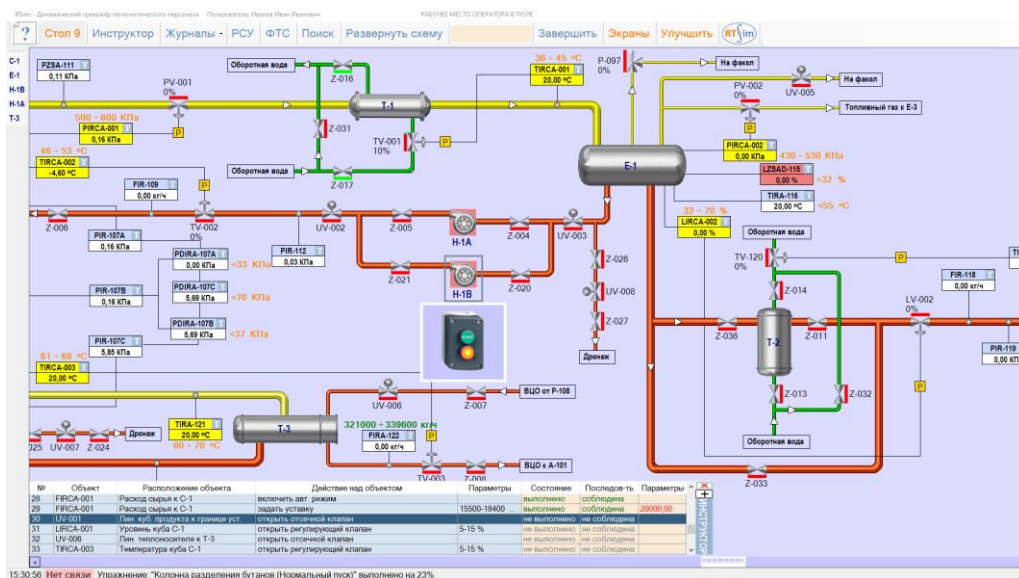 RTsim - Динамический тренажёр технологического персонала Пользователь: Иванов Иван Иванович РАБОЧЕЕ МЕСТО ОПЕРАТОРА В ПОЛЕ
? Стоп 9 Инструктор Журналы - РСУ ФТС Поиск Развернуть схему Завершить Экраны Улучшить RTsim
С-1
Е-1
Н-1В
Н-1А
Т-3
PZSA-111 T
0,11 КПа
PV-001
0%
500 - 600 КПа
PIRCA-001 T
0,16 КПа
P
46 - 53 ºC
TIRCA-002 T
-4,60 ºC
Оборотная вода
Z-016
T-1
Z-031
TV-001
10%
P
Оборотная вода
Z-017
36 - 45 ºC
TIRCA-001 T
20,00 ºC
P-097
0%
На факел
PV-002
0%
UV-005
На факел
Топливный газ к Е-3
P
PIRCA-002 T
0,00 КПа
430 - 530 КПа
E-1
LZSAD-115 T
0,00 %
>32 %
TIRA-116 T
20,00 ºC
<55 ºC
32 - 70 %
LIRCA-002 T
0,00 %
FIR-109 T
0,00 кг/ч
P
Z-006
TV-002
0%
UV-002
Z-005
Н-1А
Z-004
UV-003
PIR-107A T
0,16 КПа
PDIRA-107A T
0,00 КПа
<33 КПа
PIR-112 T
0,03 КПа
Z-021
Н-1В
Z-020
Z-026
UV-008
Z-027
Дренаж
PIR-107B T
0,16 КПа
PDIRA-107C T
5,69 КПа
<70 КПа
PDIRA-107B T
5,69 КПа
<37 КПа
PIR-107C T
5,85 КПа
61 - 68 ºC
TIRCA-003 T
20,00 ºC
Оборотная вода
TV-120
0%
P
Z-014
FIR-118 T
0,00 кг/ч
LV-002
0%
Z-036
Z-011
T-2
PIR-119
0,00 КП
Z-013
Z-032
P
Оборотная вода
Z-033
UV-006
Z-007
ВЦО от Р-108
TIRA-121 T
20,00 ºC
60 - 70 ºC
T-3
321000 - 339600 кг/ч
FIRA-122 T
0,00 кг/ч
P
TV-003
Z-008
ВЦО к А-101
025
UV-007
Z-024
Дренаж
№ Объект Расположение объекта Действие над объектом Параметры Состояние Последов-ть Параметры
28 FIRCA-001 Расход сырья к С-1 включить авт. режим выполнено соблюдена
29 FIRCA-001 Расход сырья к С-1 задать уставку 15500-18400 ... выполнено соблюдена 20000,00
30 UV-001 Лин. куб. продукта к границе уст. открыть отсечной клапан не выполнено не соблюдена
31 LIRCA-001 Уровень куба С-1 открыть регулирующий клапан 5-15 % не выполнено не соблюдена
32 UV-006 Лин. теплоносителя к Т-3 открыть отсечной клапан не выполнено не соблюдена
33 TIRCA-003 Температура куба С-1 открыть регулирующий клапан 5-15 % не выполнено не соблюдена
ИНСТРУКТОР
15:30:56 Нет связи Упражнение: "Колонна разделения бутанов (Нормальный пуск)" выполнено на 23%